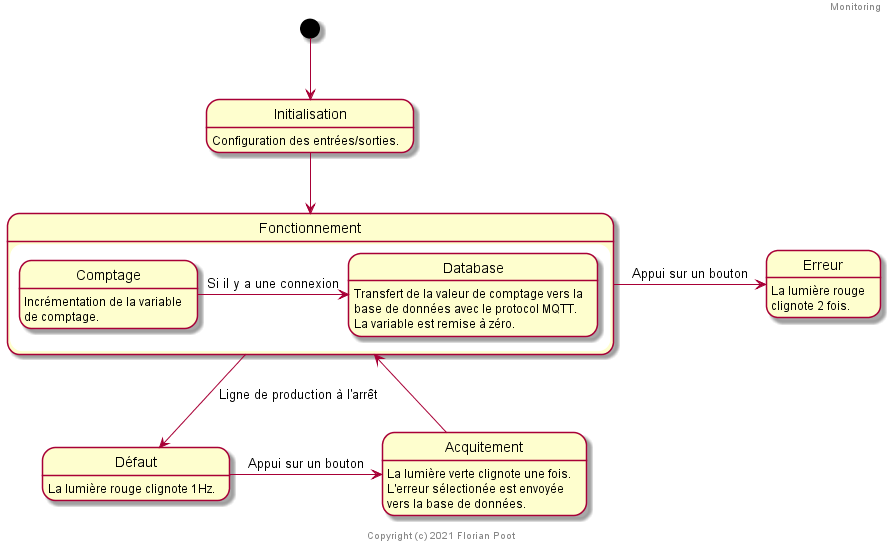 Monitoring
Initialisation
Configuration des entrées/sorties.
Fonctionnement
Comptage
Incrémentation de la variable
de comptage.
Si il y a une connexion
Database
Transfert de la valeur de comptage vers la
base de données avec le protocol MQTT.
La variable est remise à zéro.
Appui sur un bouton
Erreur
La lumière rouge
clignote 2 fois.
Ligne de production à l'arrêt
Défaut
La lumière rouge clignote 1Hz.
Appui sur un bouton
Acquitement
La lumière verte clignote une fois.
L'erreur sélectionée est envoyée
vers la base de données.
Copyright (c) 2021 Florian Poot